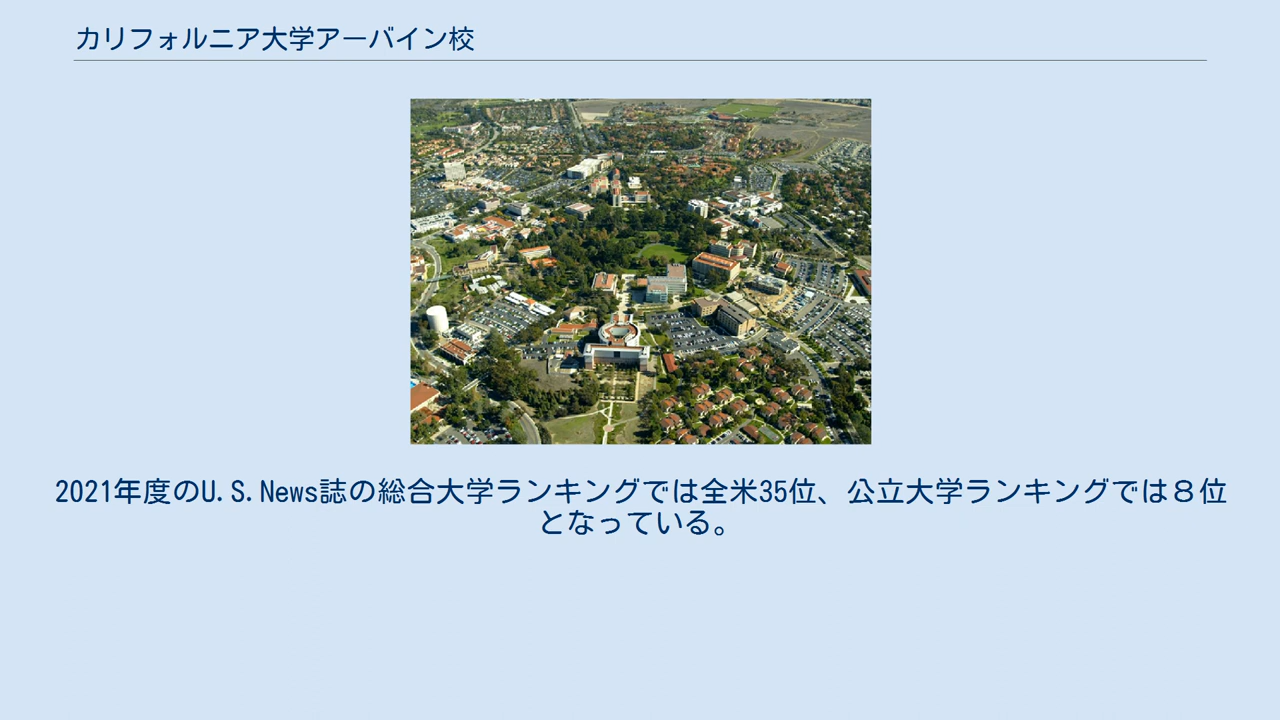 カリフォルニア大学アーバイン校
2021年度のU.S.News誌の総合大学ランキングでは全米35位、公立大学ランキングでは８位
となっている。